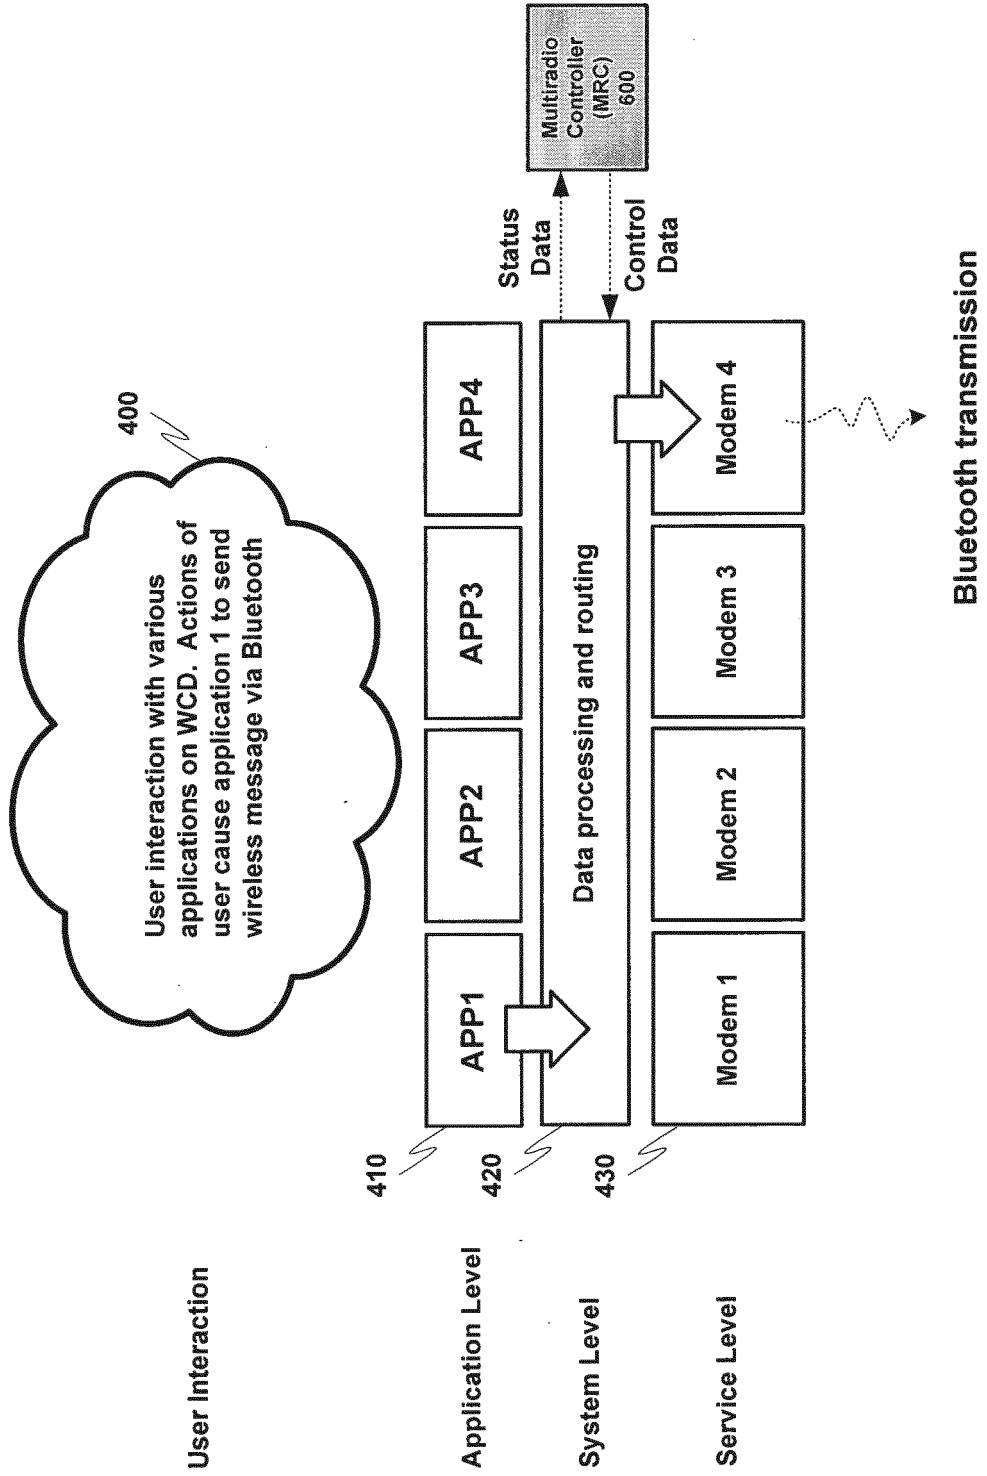 User Interaction
User interaction with various
applications on WCD.  Actions of
user cause application 1 to send
wireless message via Bluetooth
400
Application Level
410
APP1
APP2
APP3
APP4
System Level
420
Data processing and routing
Status
Data
Control
Data
Multiradio
Controller
(MRC)
600
Service Level
430
Modem 1
Modem 2
Modem 3
Modem 4
Bluetooth transmission